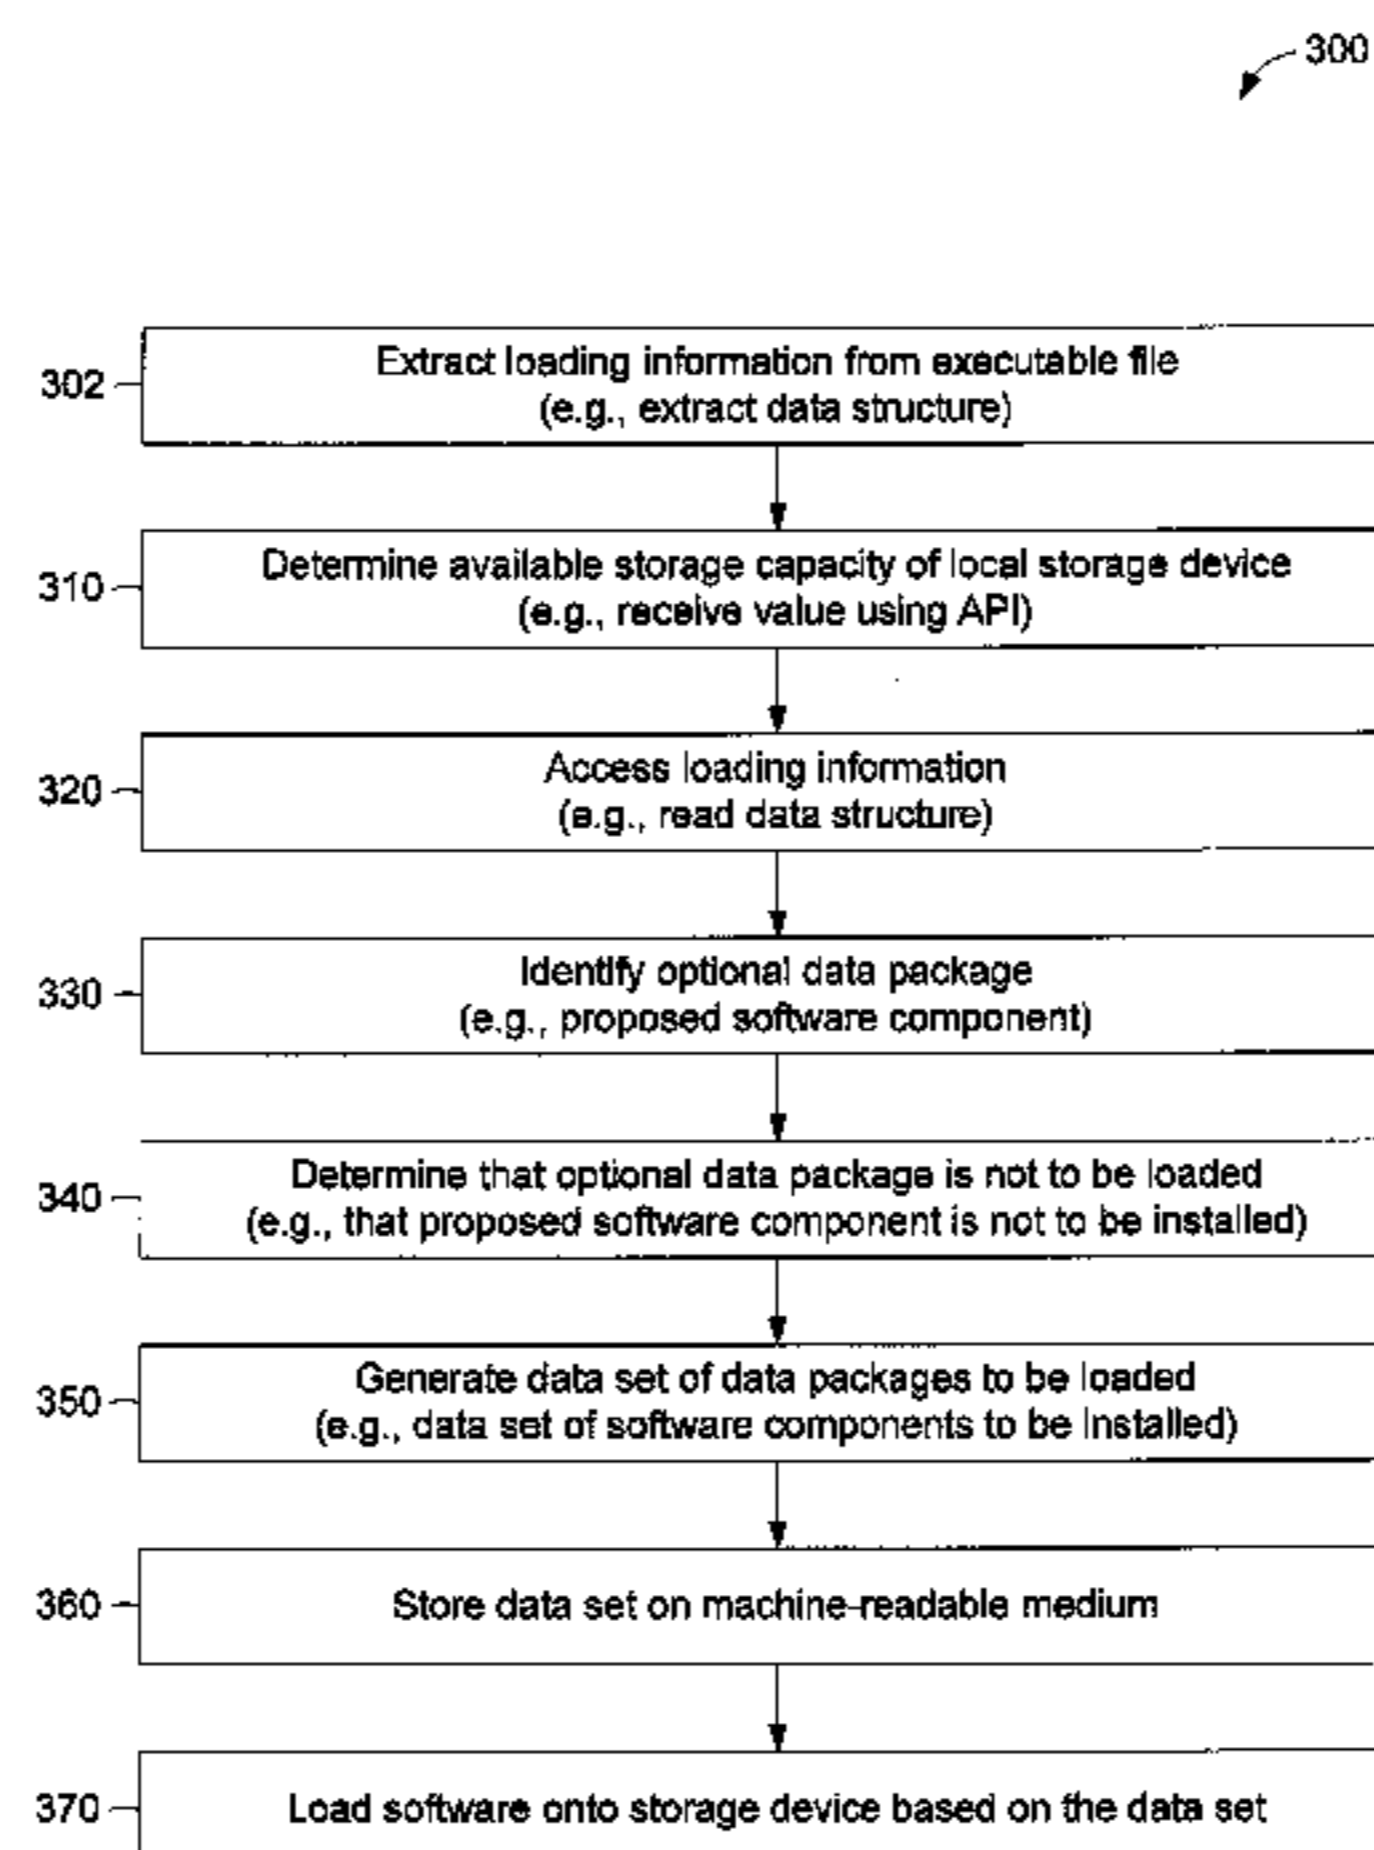 300
302
Extract loading information from executable file
(e.g., extract data structure)
310
Determine available storage capacity of local storage device
(e.g., receive value using API)
320
Access loading information
(e.g., read data structure)
330
Identify optional data package
(e.g., proposed software component)
340
Determine that optional data package is not to be loaded
(e.g., that proposed software component is not to be installed)
350
Generate data set of data packages to be loaded
(e.g., data set of software components to be installed)
360
Store data set on machine-readable medium
370
Load software onto storage device based on the data set